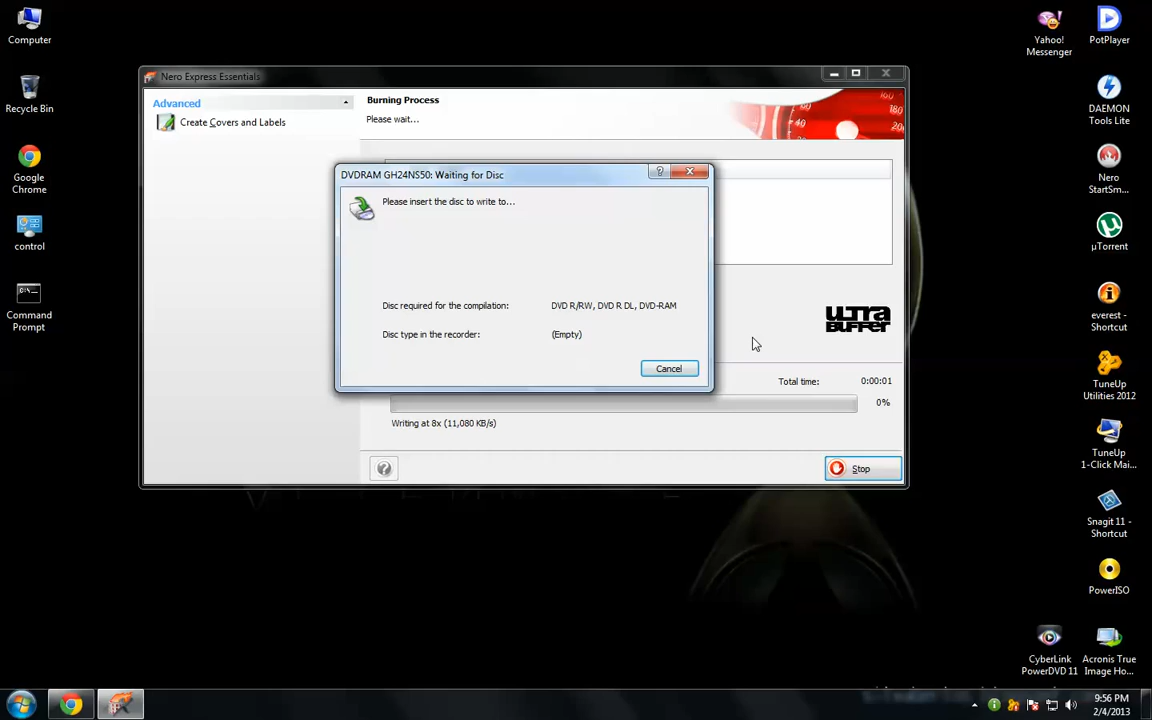 Computer
Recycle Bin
Google
Chrome
control
Command
Prompt
Nero Express Essentials
Advanced
Create Covers and Labels
Burning Process
Please wait...
DVDRAM GH24NS50: Waiting for Disc
Please insert the disc to write to...
Disc required for the compilation:
DVD R/RW, DVD R DL, DVD-RAM
Disc type in the recorder:
(Empty)
Cancel
ULTRA
BUFFER
Total time:
0:00:01
0%
Writing at 8x (11,080 KB/s)
Stop
Yahoo!
Messenger
PotPlayer
DAEMON
Tools Lite
Nero
StartSm...
µTorrent
everest -
Shortcut
TuneUp
Utilities 2012
TuneUp
1-Click Mai...
Snagit 11 -
Shortcut
PowerISO
CyberLink
PowerDVD 11
Acronis True
Image Ho...
9:56 PM
2/4/2013